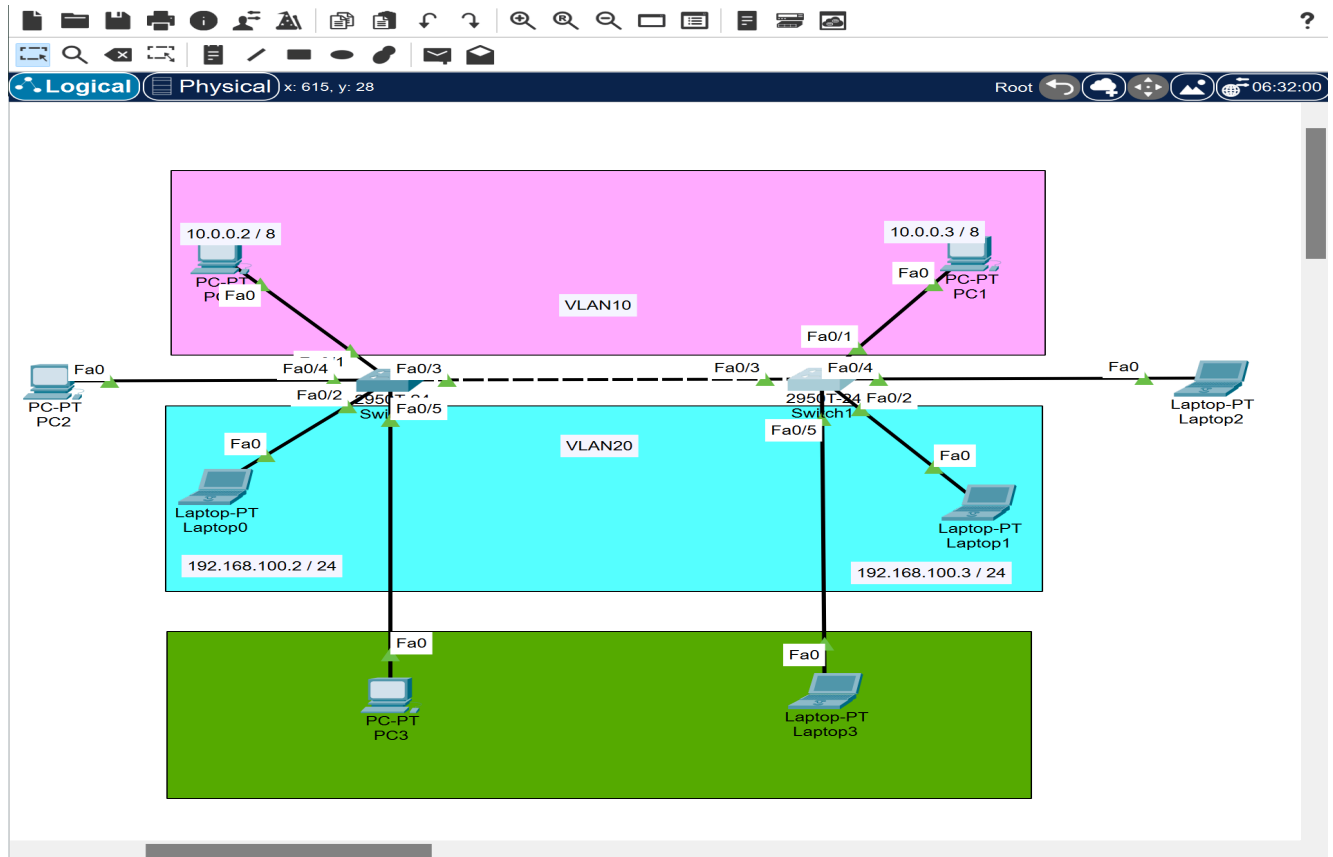 ?
Logical
Physical
x: 615, y: 28
Root
06:32:00
10.0.0.2 / 8
10.0.0.3 / 8
PC-PT
Fa0
Fa0
PC-PT
PC1
VLAN10
Fa0/1
Fa0
Fa0/4
Fa0/3
Fa0/3
Fa0/4
Fa0
PC-PT
PC2
Fa0/2
Fa0/5
2950T-24
Switch1
Fa0/2
Fa0/5
Laptop-PT
Laptop2
Fa0
VLAN20
Fa0
Laptop-PT
Laptop0
Laptop-PT
Laptop1
192.168.100.2 / 24
192.168.100.3 / 24
Fa0
Fa0
PC-PT
PC3
Laptop-PT
Laptop3